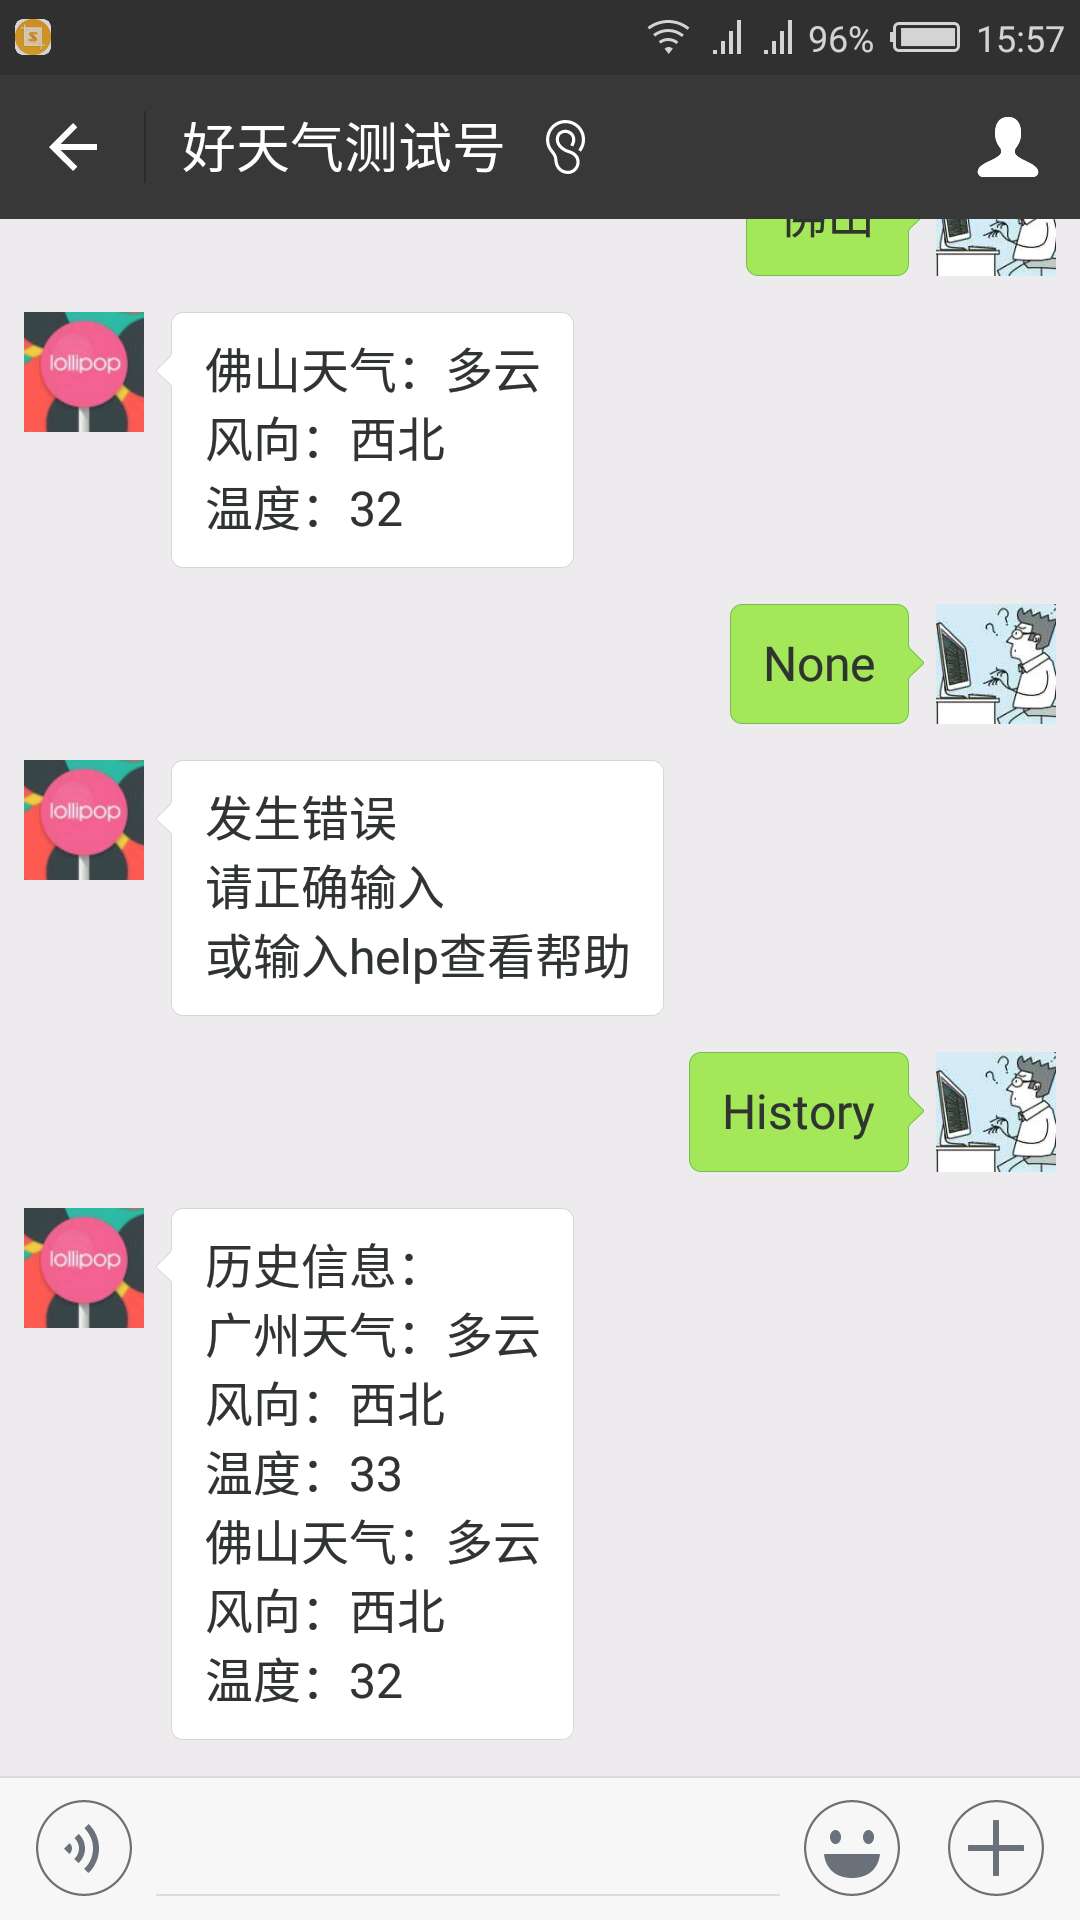 96% 15:57
好天气测试号
佛山
lollipop
佛山天气：多云
风向：西北
温度：32
None
lollipop
发生错误
请正确输入
或输入help查看帮助
History
lollipop
历史信息：
广州天气：多云
风向：西北
温度：33
佛山天气：多云
风向：西北
温度：32